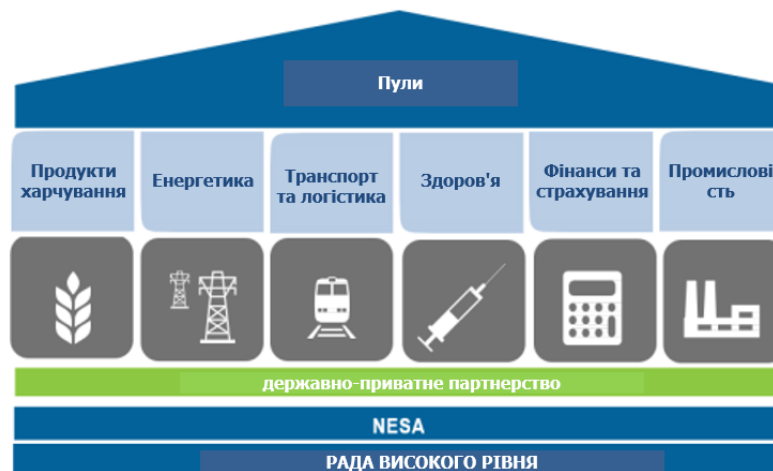 Пули
Продукти
харчування
Енергетика
Транспорт
та логістика
Здоров'я
Фінанси та
страхування
Промислові
сть
державно-приватне партнерство
NESA
РАДА ВИСОКОГО РІВНЯ